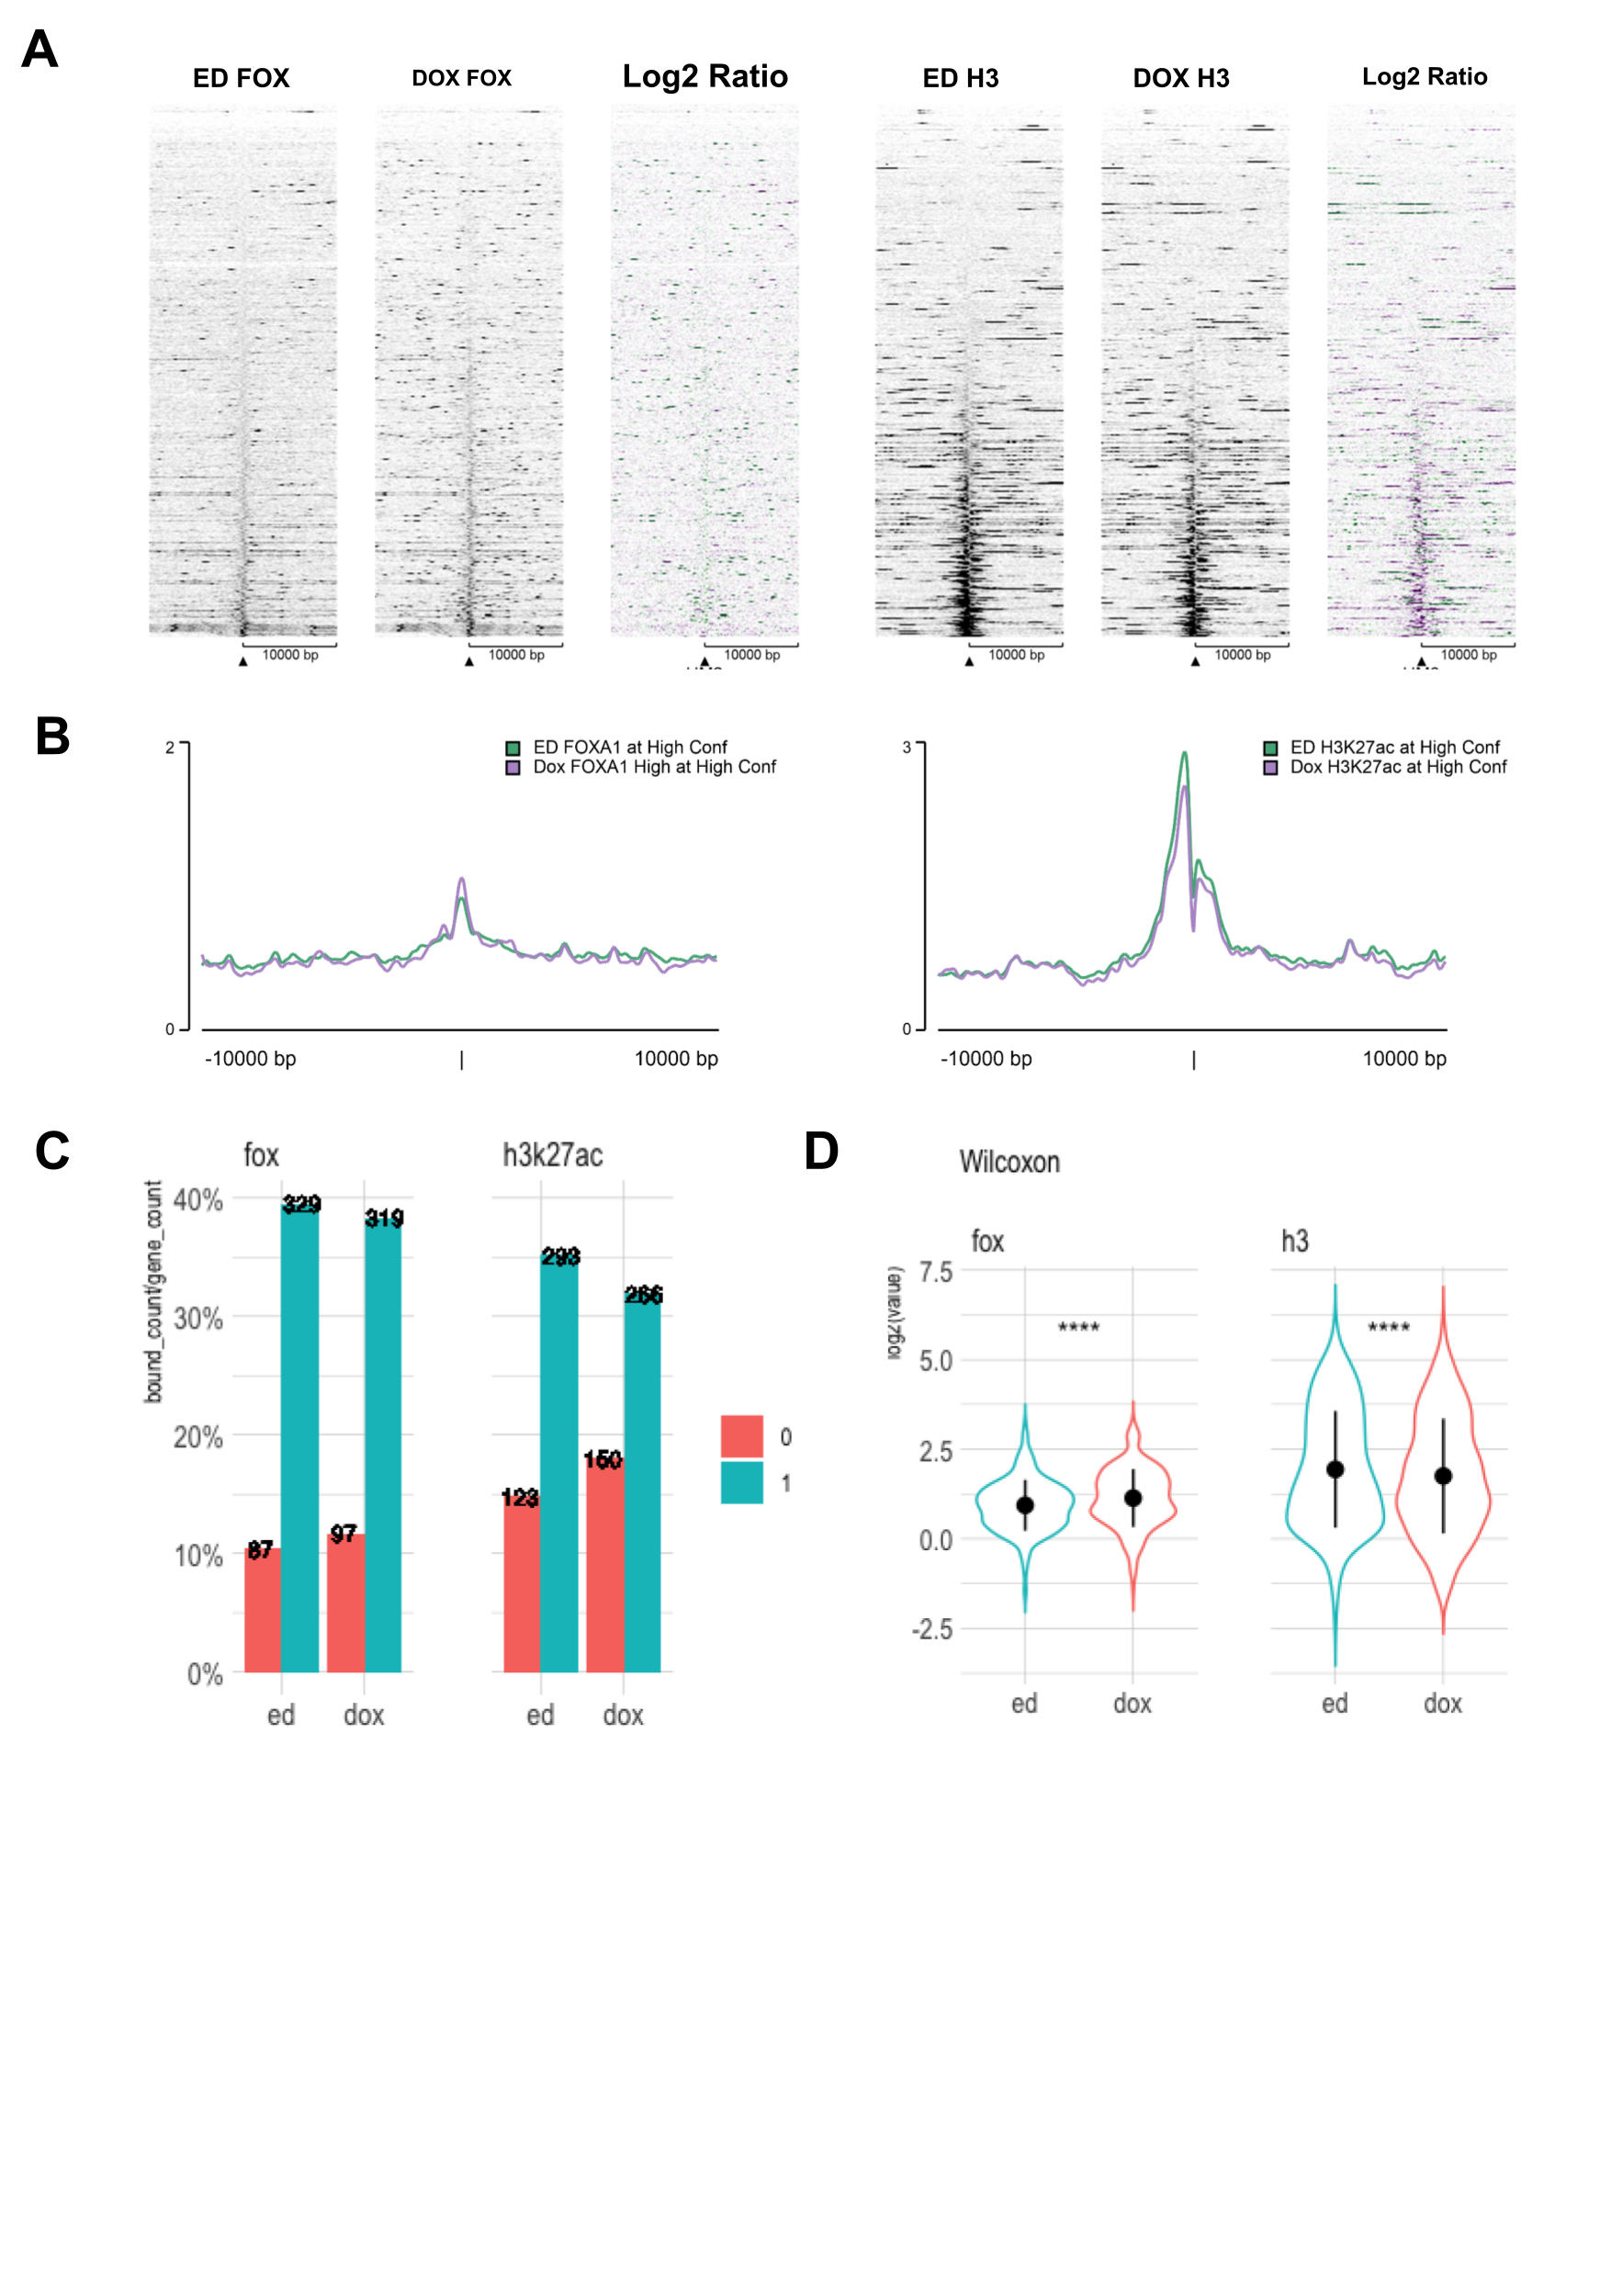 A
ED FOX
DOX FOX
Log2 Ratio
ED H3
DOX H3
Log2 Ratio
10000 bp
10000 bp
10000 bp
10000 bp
10000 bp
10000 bp
B
2
0
ED FOXA1 at High Conf
Dox FOXA1 High at High Conf
-10000 bp
|
10000 bp
3
0
ED H3K27ac at High Conf
Dox H3K27ac at High Conf
-10000 bp
|
10000 bp
C
fox
h3k27ac
bound_count/gene_count
40%
30%
20%
10%
0%
329
319
87
97
293
266
123
150
ed
dox
ed
dox
0
1
D
Wilcoxon
fox
h3
log2(value)
7.5
5.0
2.5
0.0
-2.5
****
****
ed
dox
ed
dox